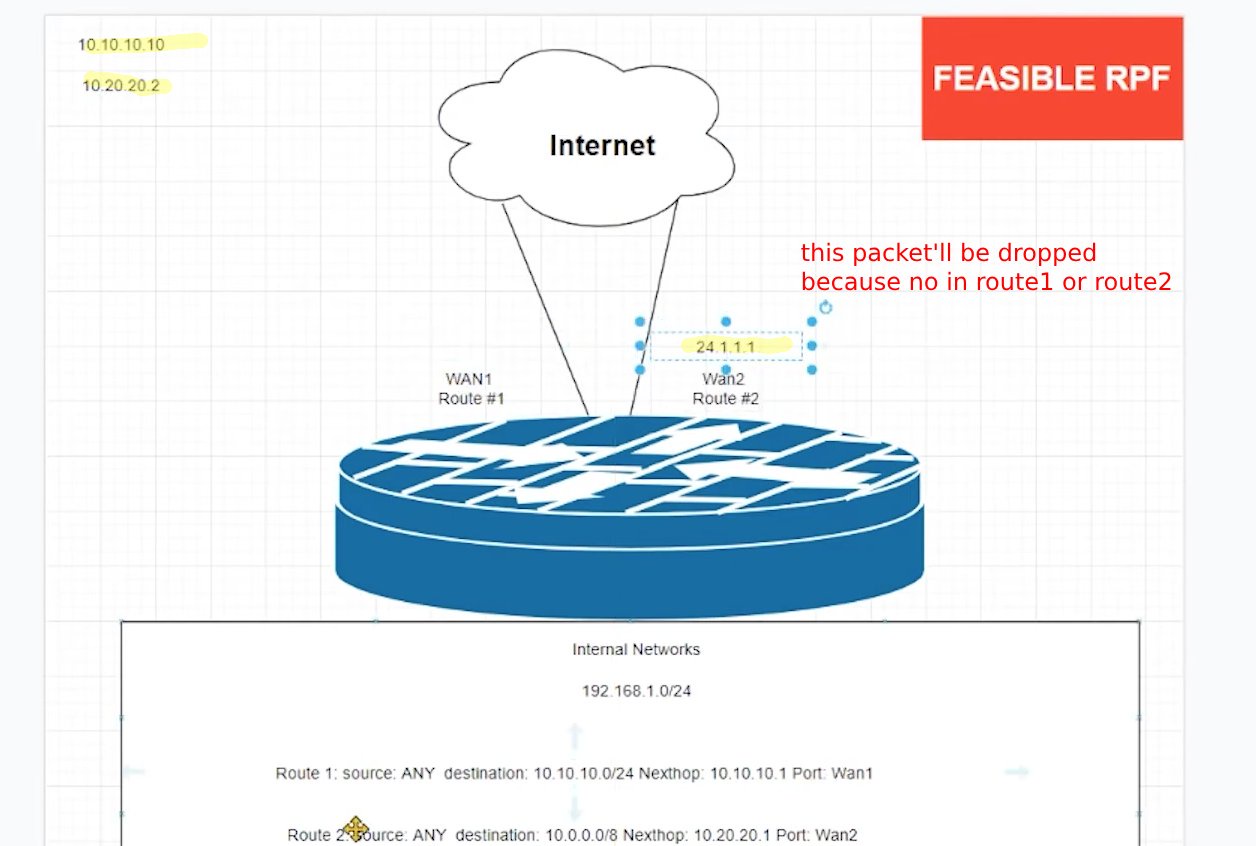 10.10.10.10
10.20.20.2
FEASIBLE RPF
Internet
this packet'll be dropped
because no in route1 or route2
24.1.1.1
WAN1
Route #1
Wan2
Route #2
Internal Networks
192.168.1.0/24
Route 1: source: ANY destination: 10.10.10.0/24 Nexthop: 10.10.10.1 Port: Wan1
Route 2: source: ANY destination: 10.0.0.0/8 Nexthop: 10.20.20.1 Port: Wan2